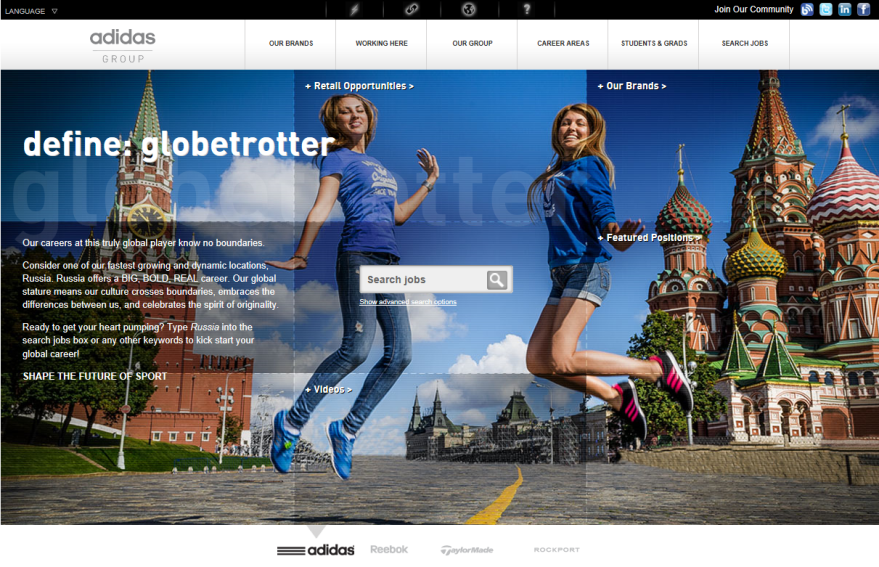 LANGUAGE
Join Our Community
adidas
GROUP
OUR BRANDS
WORKING HERE
OUR GROUP
CAREER AREAS
STUDENTS & GRADS
SEARCH JOBS
+ Retail Opportunities >
+ Our Brands >
define: globetrotter
Our careers at this truly global player know no boundaries.
Consider one of our fastest growing and dynamic locations,
Russia. Russia offers a BIG, BOLD, REAL career. Our global
stature means our culture crosses boundaries, embraces the
differences between us, and celebrates the spirit of originality.
Ready to get your heart pumping? Type Russia into the
search jobs box or any other keywords to kick start your
global career!
SHAPE THE FUTURE OF SPORT
+ Featured Positions >
Search jobs
Show advanced search options
+ Videos >
adidas
Reebok
TaylorMade
ROCKPORT